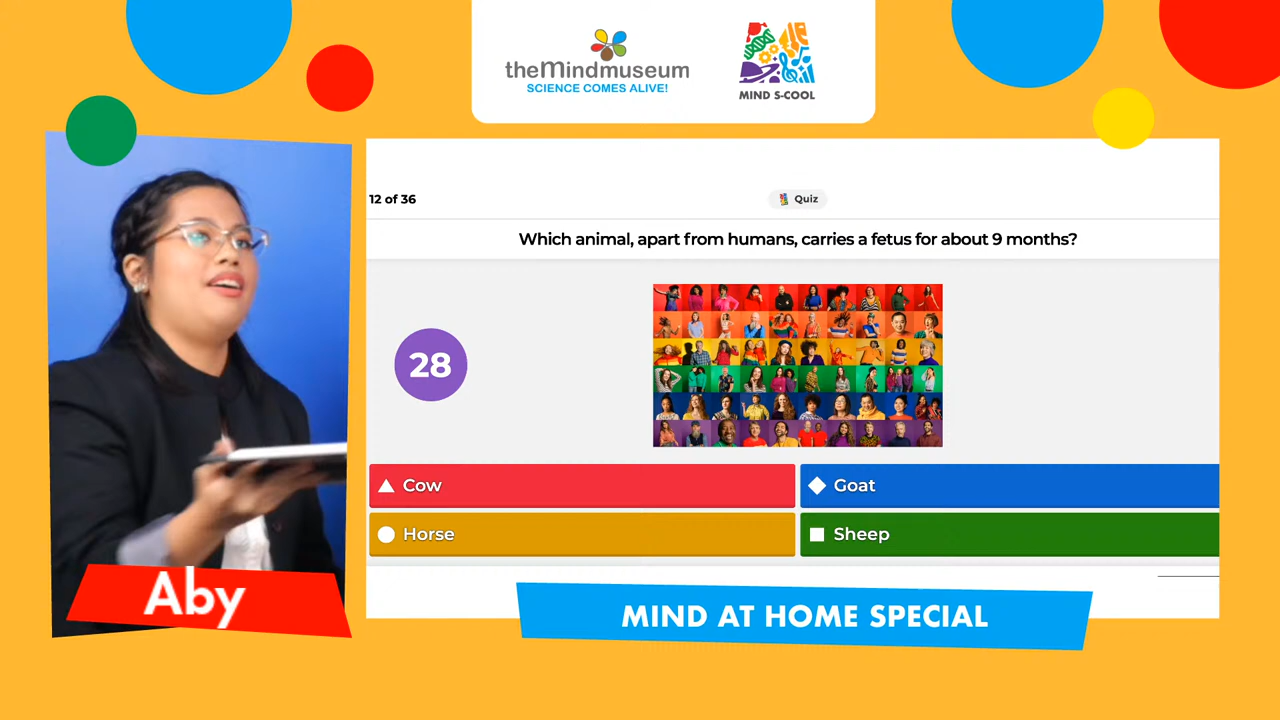 theMindmuseum
SCIENCE COMES ALIVE!
MIND S-COOL
12 of 36
Quiz
Which animal, apart from humans, carries a fetus for about 9 months?
28
Cow
Goat
Horse
Sheep
Aby
MIND AT HOME SPECIAL